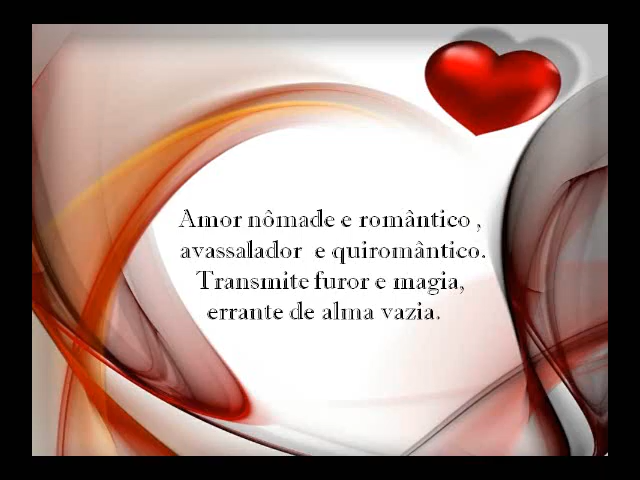 Amor nômade e romântico ,
avassalador e quiromântico.
Transmite furor e magia,
errante de alma vazia.